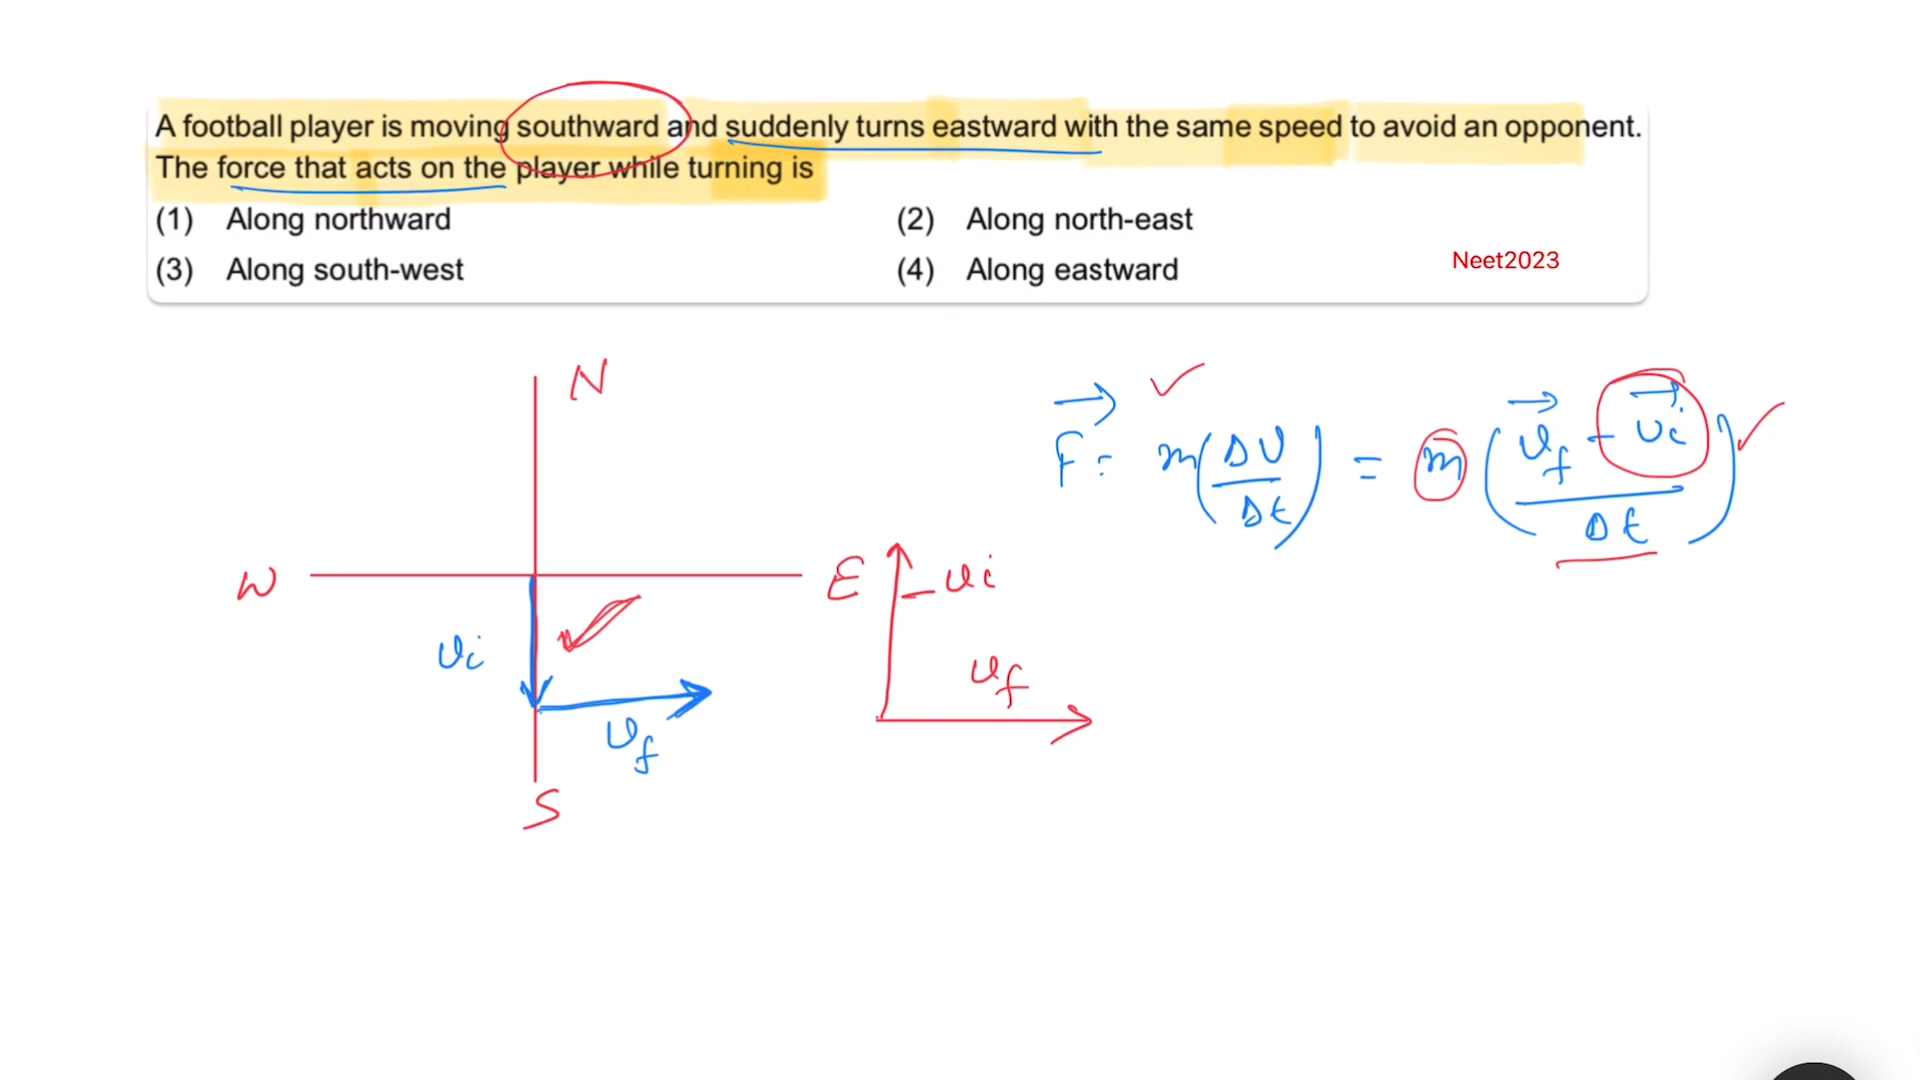 A football player is moving southward and suddenly turns eastward with the same speed to avoid an opponent.
The force that acts on the player while turning is
(1) Along northward
(2) Along north-east
(3) Along south-west
(4) Along eastward
Neet2023
N
F = m(Δv/Δt) = m(vf - vi/Δt)
W
E
-vi
vi
vf
vf
S